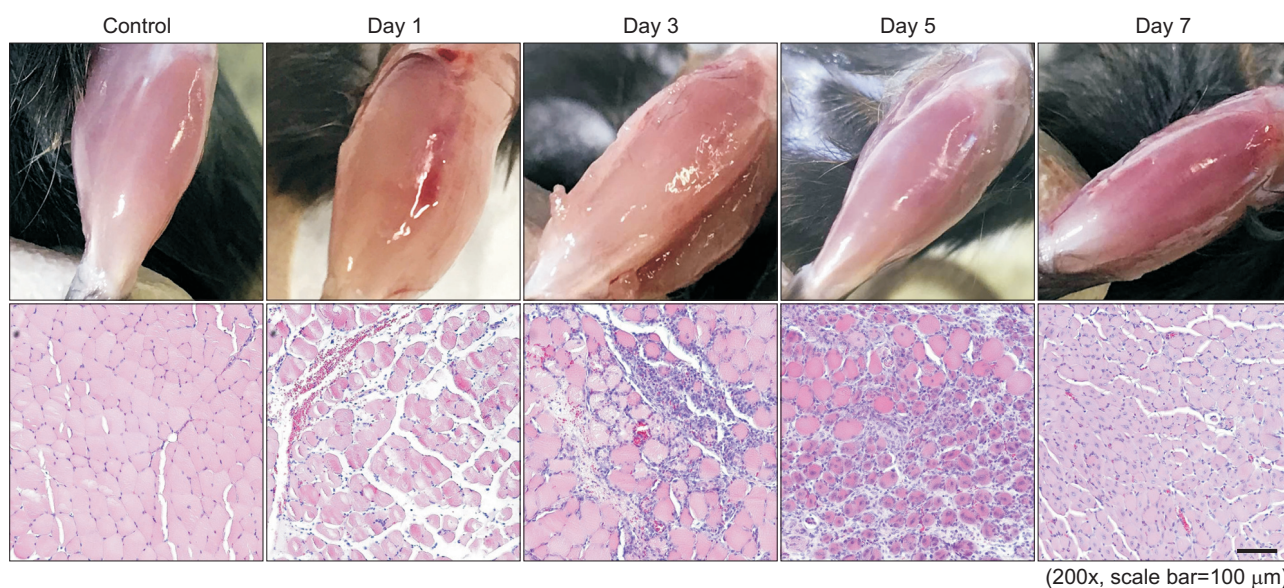 Control Day 1 Day 3 Day 5 Day 7
(200x, scale bar=100 μm)